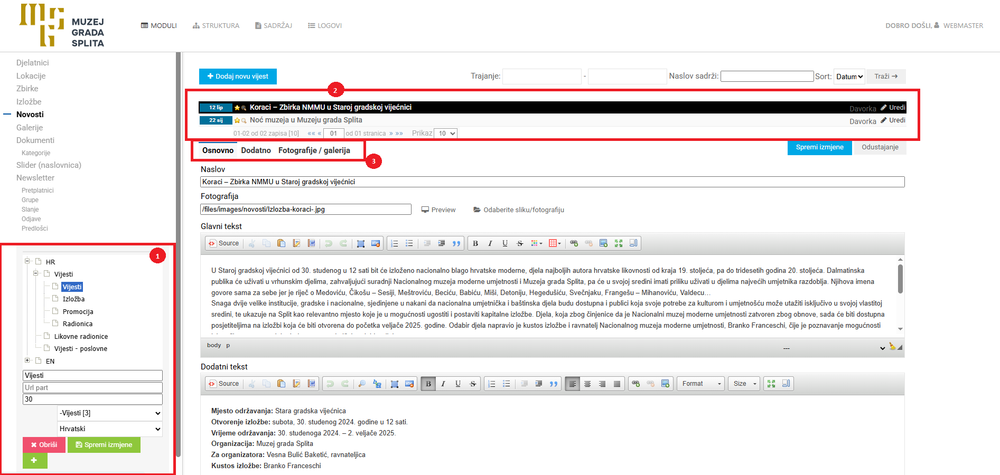 MUZEJ
GRADA
SPLITA
MODULI
STRUKTURA
SADRŽAJ
LOGOVI
DOBRO DOŠLI, WEBMASTER
Djelatnici
Lokacije
Zbirke
Izložbe
Novosti
Galerije
Dokumenti
Kategorije
Slider (naslovnica)
Newsletter
Pretplatnici
Grupe
Slanje
Odjave
Predlošci
1
HR
Vijesti
Vijesti
Izložba
Promocija
Radionica
Likovne radionice
Vijesti - poslovne
EN
Vijesti
Url part
30
-Vijesti [3]
Hrvatski
Obriši Spremi izmjene
+
+ Dodaj novu vijest
Trajanje: - Naslov sadrži: Sort: Datum Traži →
2
12 lip Koraci – Zbirka NMMU u Staroj gradskoj vijećnici Davorka Uredi
22 sij Noć muzeja u Muzeju grada Splita Davorka Uredi
01-02 od 02 zapisa [10] «« « 01 od 01 stranica » »» Prikaz 10
Osnovno Dodatno Fotografije / galerija
3
Spremi izmjene Odustajanje
Naslov
Koraci – Zbirka NMMU u Staroj gradskoj vijećnici
Fotografija
/files/images/novosti/Izlozba-koraci-.jpg Preview Odaberite sliku/fotografiju
Glavni tekst
Source B I U S
U Staroj gradskoj vijećnici od 30. studenog u 12 sati bit će izloženo nacionalno blago hrvatske moderne, djela najboljih autora hrvatske likovnosti od kraja 19. stoljeća, pa do tridesetih godina 20. stoljeća. Dalmatinska
publika će uživati u vrhunskim djelima, zahvaljujući suradnji Nacionalnog muzeja moderne umjetnosti i Muzeja grada Splita, pa će u svojoj sredini imati priliku uživati u djelima najvećih umjetnika razdoblja. Njihova imena
govore sama za sebe jer je riječ o Medoviću, Čikošu – Sesiji, Meštroviću, Beciću, Babiću, Miši, Detoniju, Hegedušiću, Svečnjaku, Frangešu – Mihanoviću, Valdecu…
Snaga dvije velike institucije, gradske i nacionalne, sjedinjene u nakani da nacionalna umjetnička i baštinska djela budu dostupna i publici koja svoje potrebe za kulturom i umjetnošću može utažiti isključivo u svojoj vlastitoj
sredini, te ukazuje na Split kao relevantno mjesto koje je u mogućnosti ugostiti i postaviti kapitalne izložbe. Djela, koja zbog činjenice da je Nacionalni muzej moderne umjetnosti zatvoren zbog obnove, sada će biti dostupna
posjetiteljima na izložbi koja će biti otvorena do početka veljače 2025. godine. Odabir djela napravio je kustos izložbe i ravnatelj Nacionalnog muzeja moderne umjetnosti, Branko Franceschi, čije je poznavanje mogućnosti
body p
---
Dodatni tekst
Source B I U S Format Size
Mjesto održavanja: Stara gradska vijećnica
Otvorenje izložbe: subota, 30. studenog 2024. godine u 12 sati.
Vrijeme održavanja: 30. studenoga 2024. – 2. veljače 2025.
Organizacija: Muzej grada Splita
Za organizatora: Vesna Bulić Baketić, ravnateljica
Kustos izložbe: Branko Franceschi